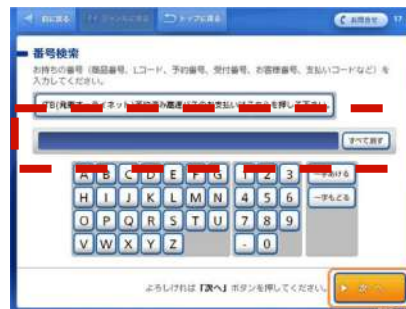 前に戻る
トップに戻る
お問合せ
17
番号検索
お持ちの番号（商品番号、Lコード、予約番号、受付番号、お客様番号、支払いコードなど）を
入力してください。
すべて消す
A B C D E F G 1 2 3 一字あける
H I J K L M N 4 5 6 一字もどる
O P Q R S T U 7 8 9
V W X Y Z - 0
よろしければ「次へ」ボタンを押してください。
次へ